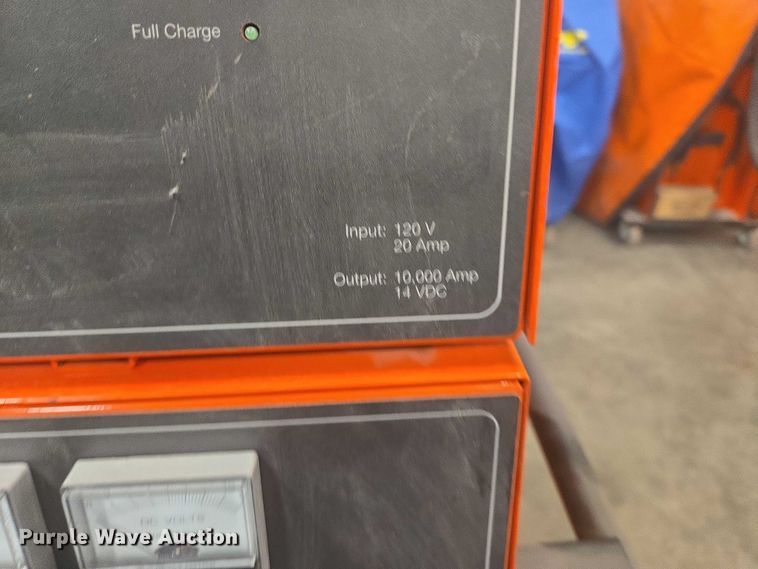 Full Charge
Input: 120 V
20 Amp
Output: 10,000 Amp
14 VDC
DC VOLTS
Purple Wave Auction